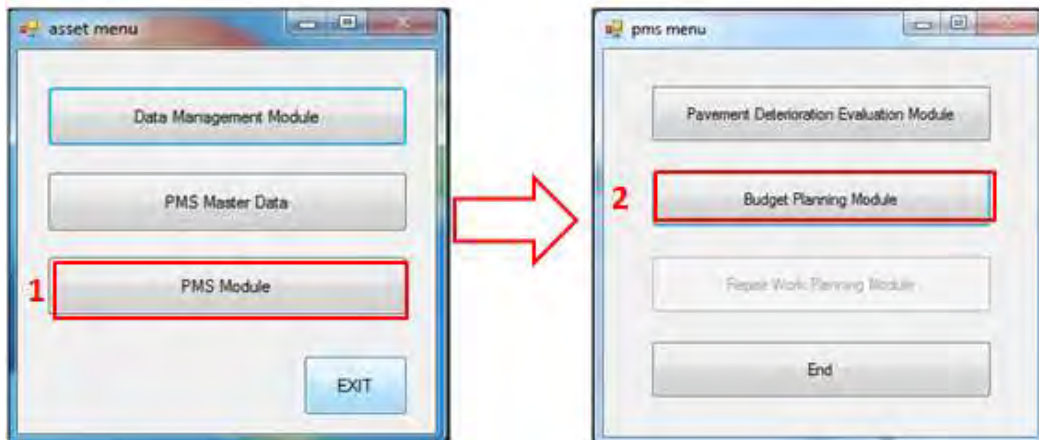 asset menu
Data Management Module
PMS Master Data
1
PMS Module
EXIT
pms menu
Pavement Deterioration Evaluation Module
2
Budget Planning Module
Repair Work Planning Module
End